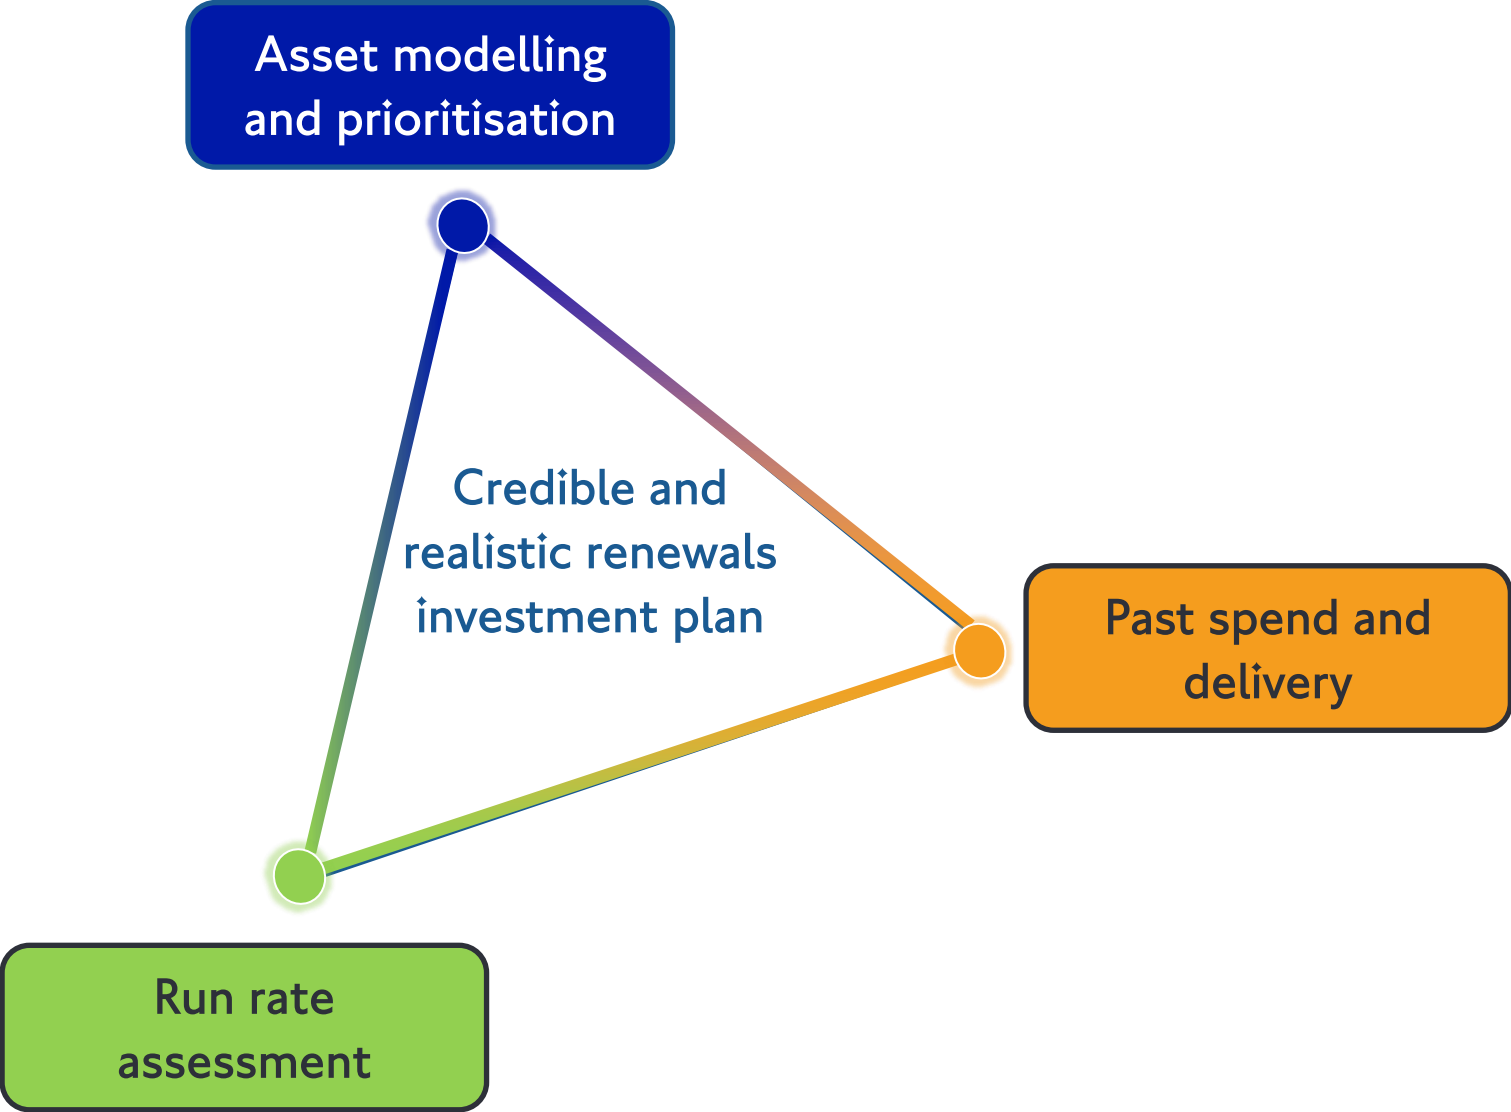 Asset modelling
and prioritisation
Credible and
realistic renewals
investment plan
Past spend and
delivery
Run rate
assessment